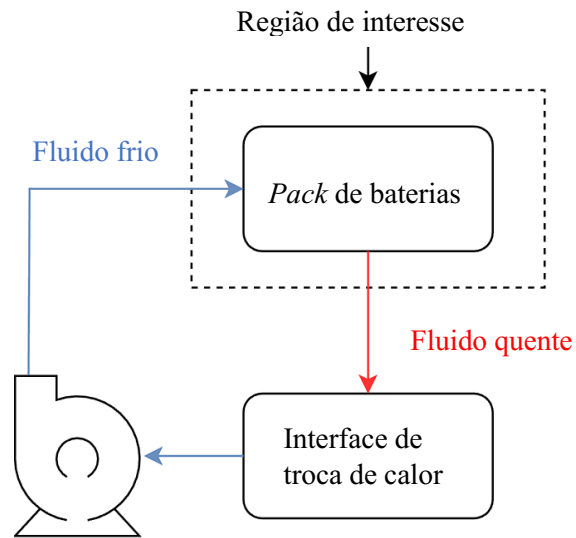 Região de interesse
Fluido frio
Pack de baterias
Fluido quente
Interface de
troca de calor